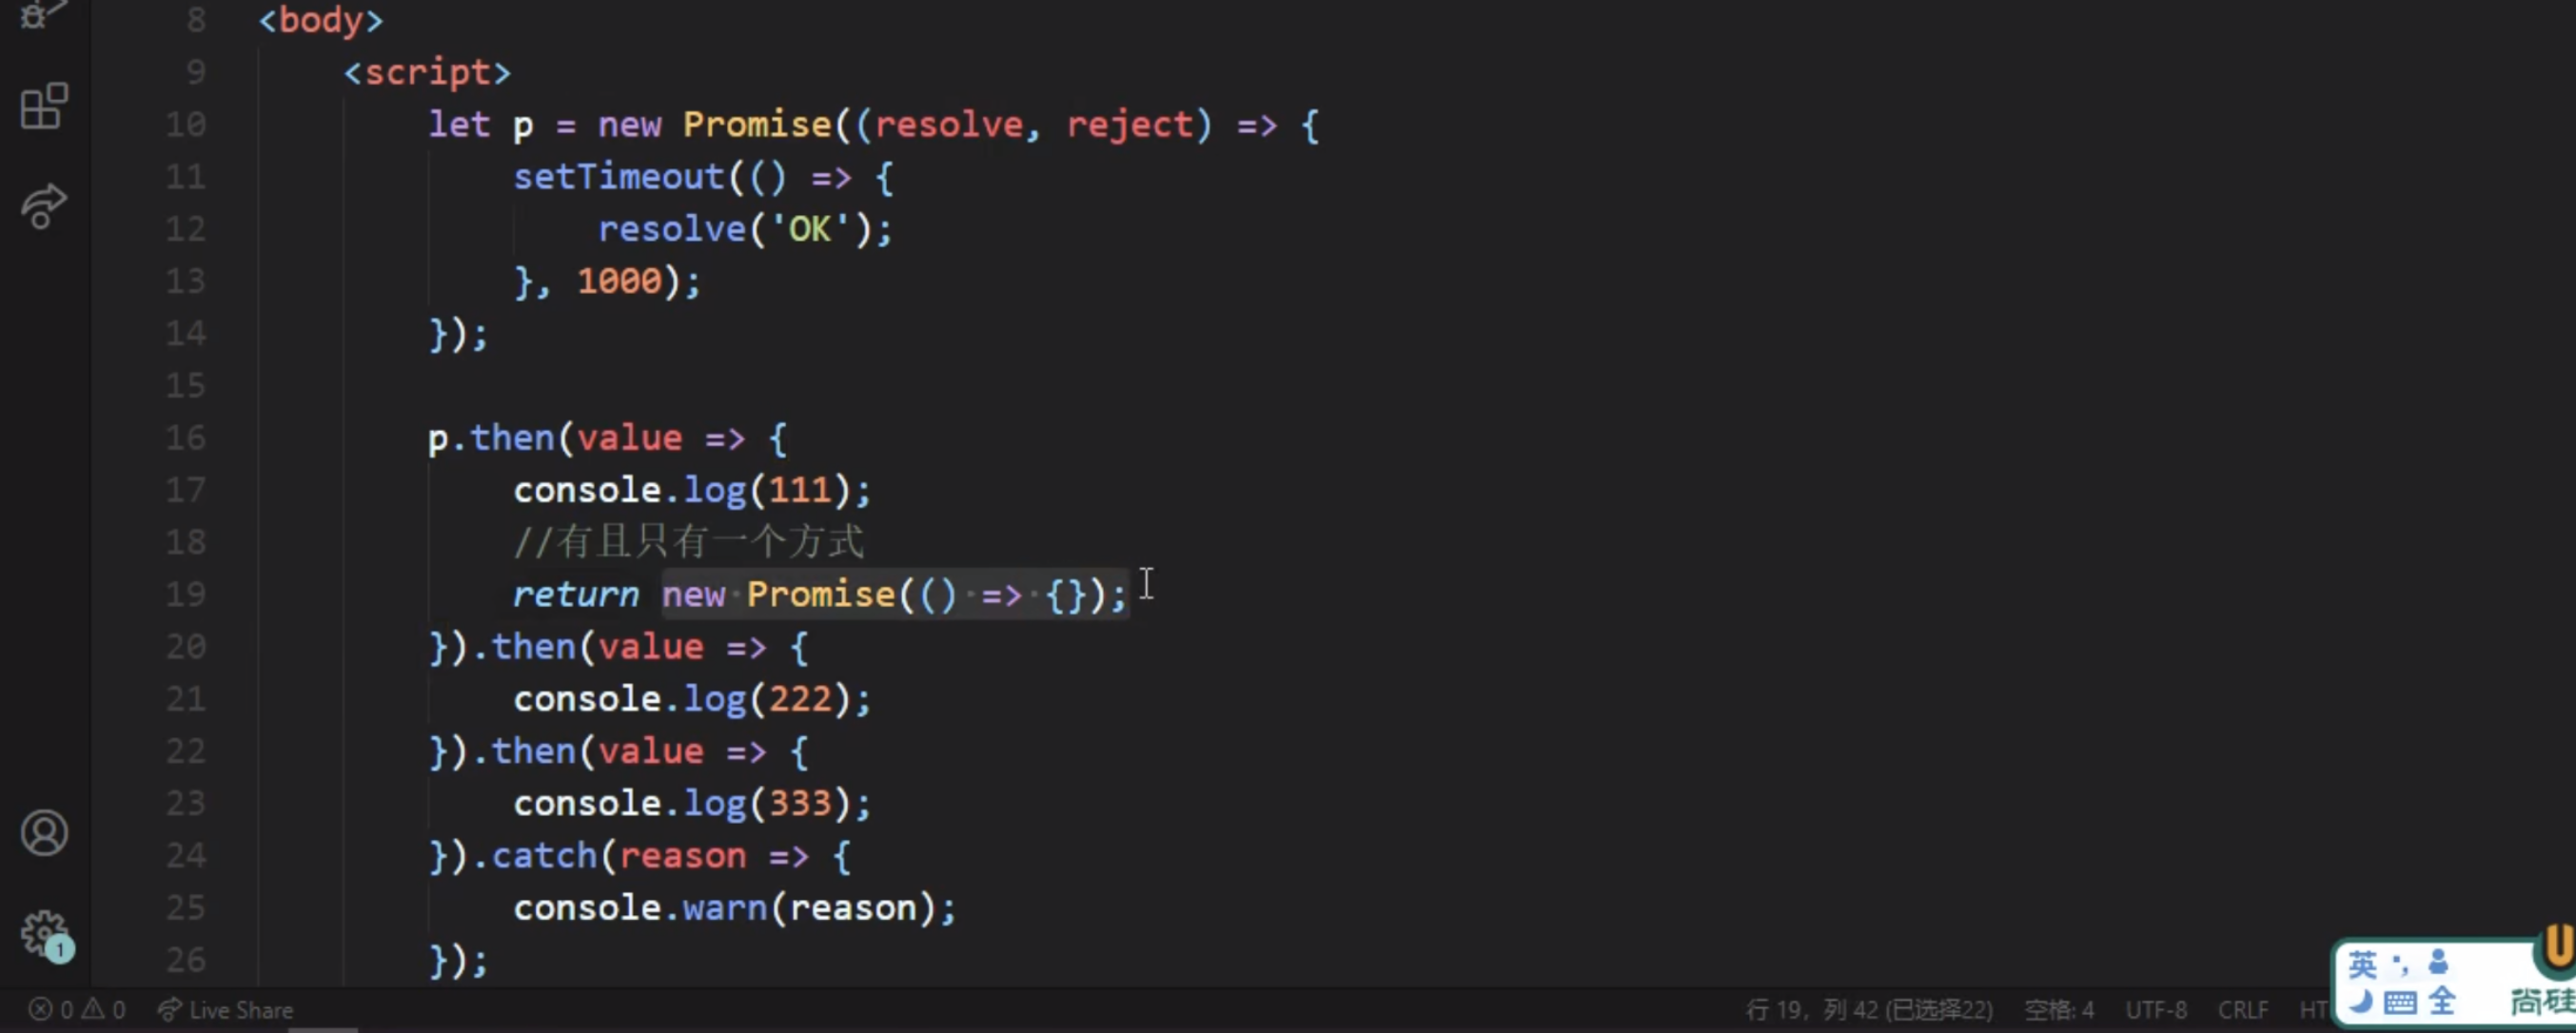 8 <body>
9 <script>
10 let p = new Promise((resolve, reject) => {
11 setTimeout(() => {
12 resolve('OK');
13 }, 1000);
14 });
15
16 p.then(value => {
17 console.log(111);
18 //有且只有一个方式
19 return new Promise(() => {});
20 }).then(value => {
21 console.log(222);
22 }).then(value => {
23 console.log(333);
24 }).catch(reason => {
25 console.warn(reason);
26 });
1
英 全
尚硅
0 0 Live Share 行 19，列 42 (已选择22) 空格: 4 UTF-8 CRLF HT